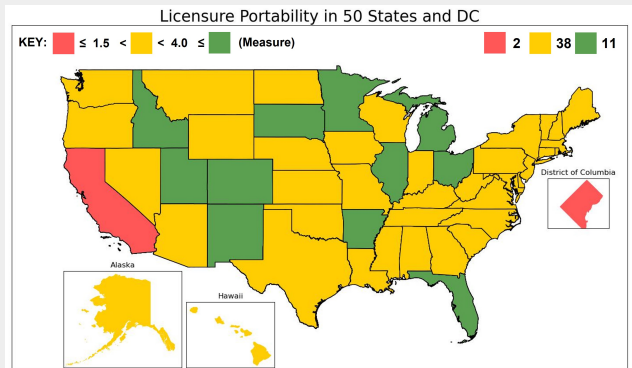 Licensure Portability in 50 States and DC
KEY: ≤ 1.5 < < 4.0 ≤ (Measure) 2 38 11
District of Columbia
Alaska
Hawaii